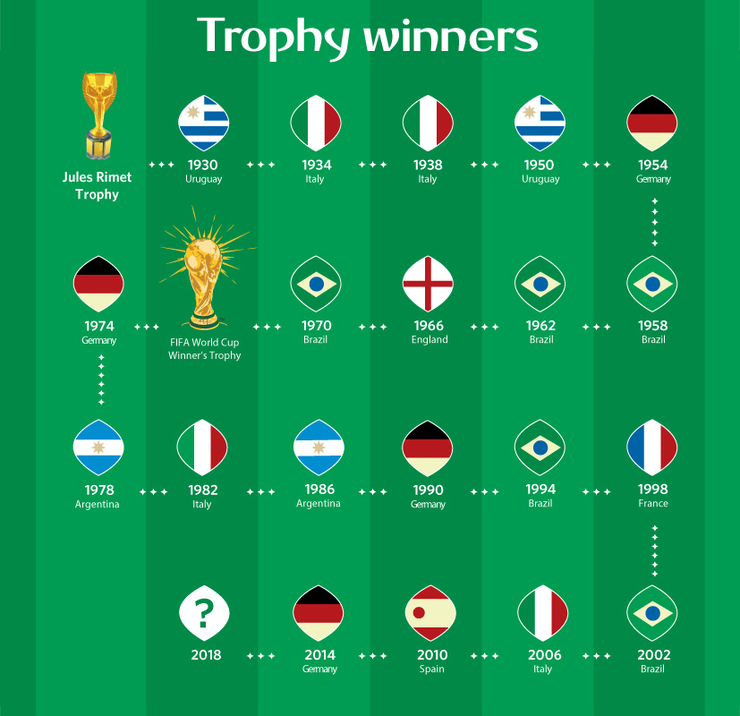 Trophy winners
Jules Rimet
Trophy
1930
Uruguay
1934
Italy
1938
Italy
1950
Uruguay
1954
Germany
1974
Germany
FIFA World Cup
Winner's Trophy
1970
Brazil
1966
England
1962
Brazil
1958
Brazil
1978
Argentina
1982
Italy
1986
Argentina
1990
Germany
1994
Brazil
1998
France
?
2018
2014
Germany
2010
Spain
2006
Italy
2002
Brazil